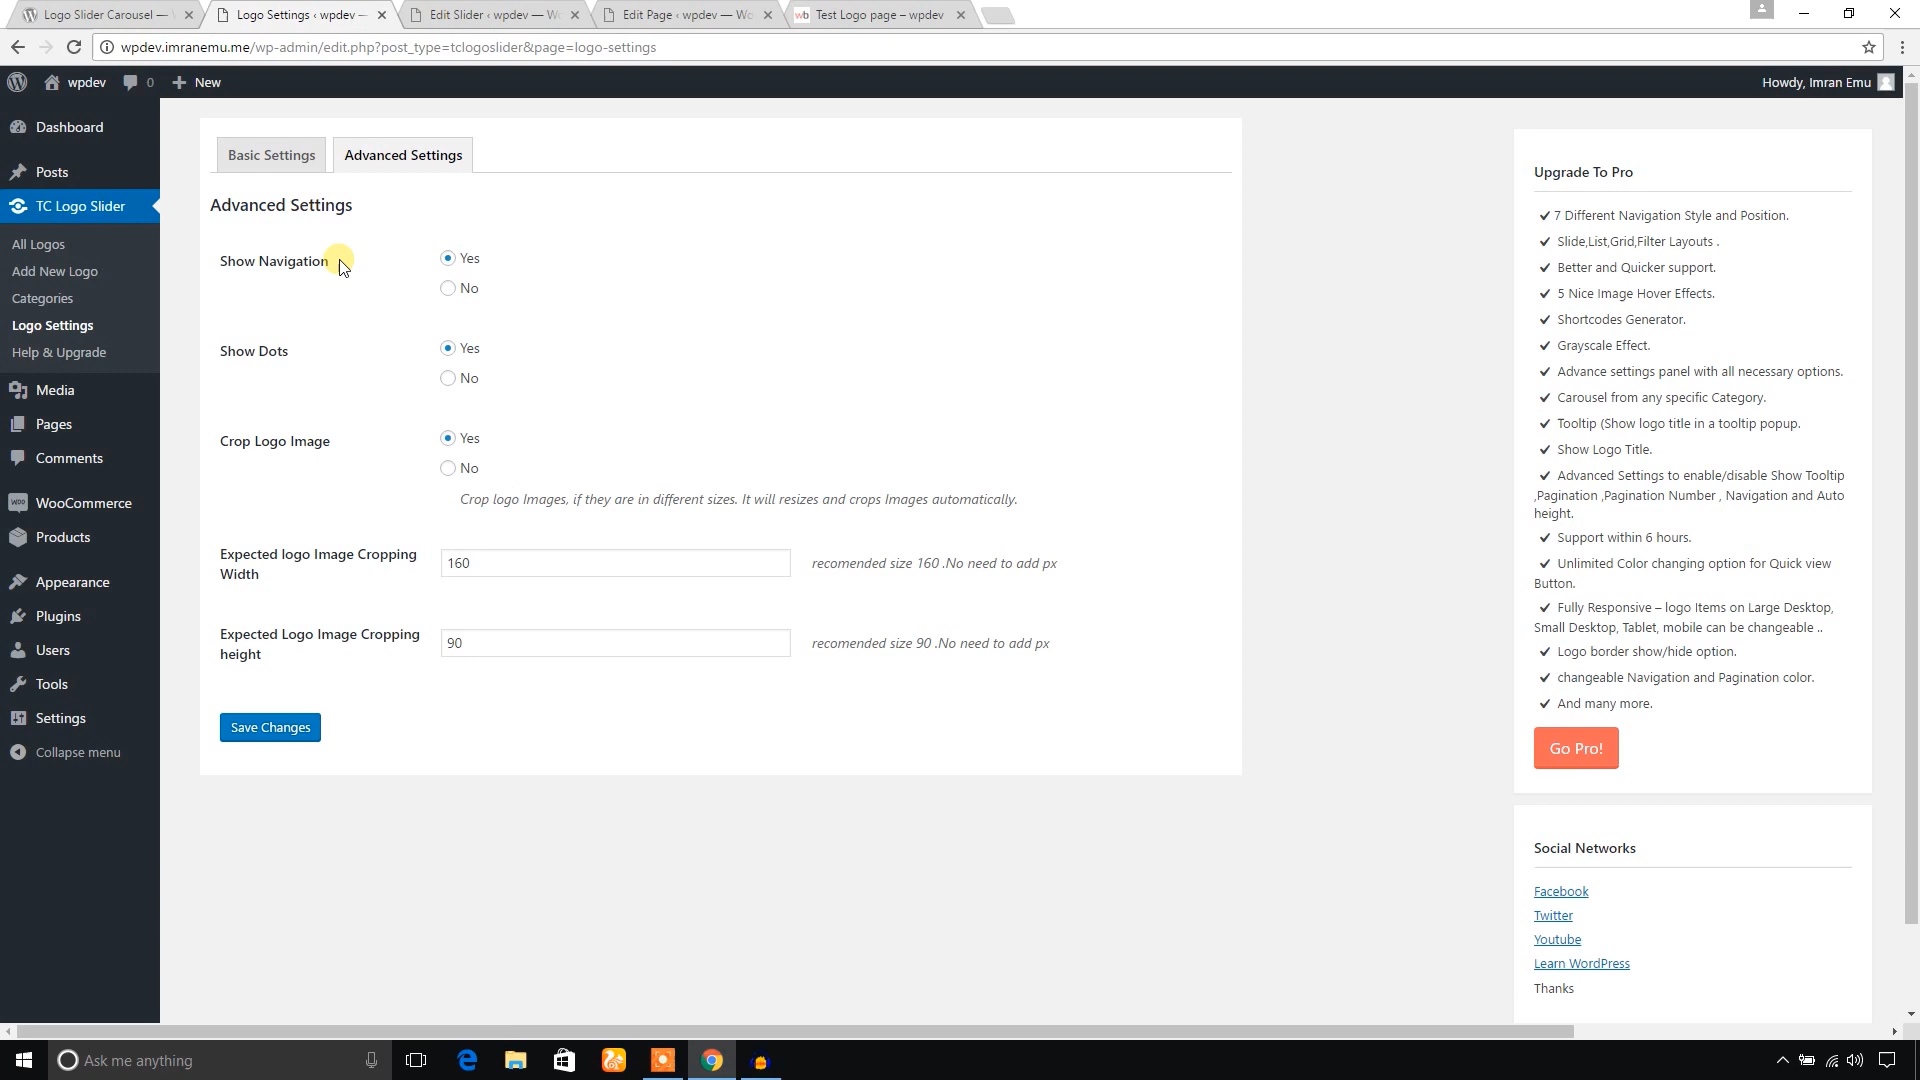 Logo Slider Carousel —
Logo Settings ‹ wpdev —
Edit Slider ‹ wpdev — W
Edit Page ‹ wpdev — Wo
Test Logo page – wpdev
wpdev.imranemu.me/wp-admin/edit.php?post_type=tclogoslider&page=logo-settings
wpdev
0
New
Howdy, Imran Emu
Dashboard
Posts
TC Logo Slider
All Logos
Add New Logo
Categories
Logo Settings
Help & Upgrade
Media
Pages
Comments
WooCommerce
Products
Appearance
Plugins
Users
Tools
Settings
Collapse menu
Basic Settings
Advanced Settings
Advanced Settings
Show Navigation
Yes
No
Show Dots
Yes
No
Crop Logo Image
Yes
No
Crop logo Images, if they are in different sizes. It will resizes and crops Images automatically.
Expected logo Image Cropping
Width
160
recomended size 160 .No need to add px
Expected Logo Image Cropping
height
90
recomended size 90 .No need to add px
Save Changes
Upgrade To Pro
✔ 7 Different Navigation Style and Position.
✔ Slide,List,Grid,Filter Layouts .
✔ Better and Quicker support.
✔ 5 Nice Image Hover Effects.
✔ Shortcodes Generator.
✔ Grayscale Effect.
✔ Advance settings panel with all necessary options.
✔ Carousel from any specific Category.
✔ Tooltip (Show logo title in a tooltip popup.
✔ Show Logo Title.
✔ Advanced Settings to enable/disable Show Tooltip
,Pagination ,Pagination Number , Navigation and Auto
height.
✔ Support within 6 hours.
✔ Unlimited Color changing option for Quick view
Button.
✔ Fully Responsive – logo Items on Large Desktop,
Small Desktop, Tablet, mobile can be changeable ..
✔ Logo border show/hide option.
✔ changeable Navigation and Pagination color.
✔ And many more.
Go Pro!
Social Networks
Facebook
Twitter
Youtube
Learn WordPress
Thanks
Ask me anything